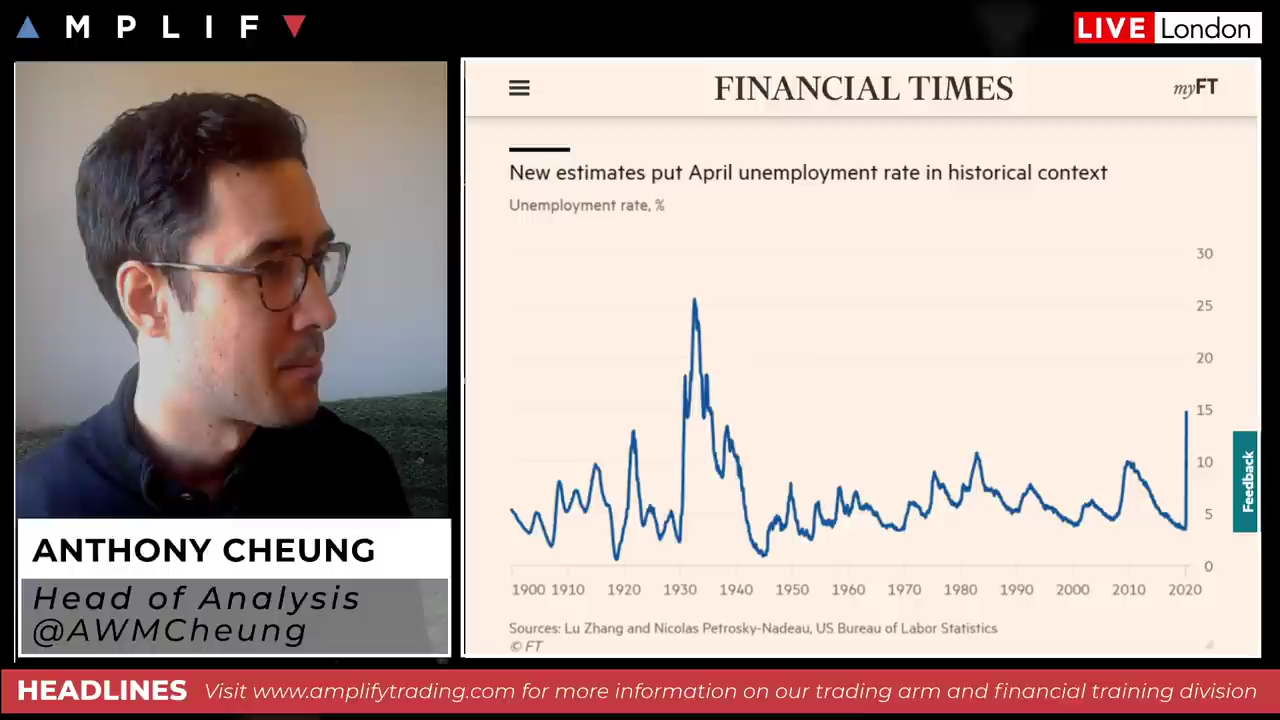 ▲ M P L I F ▼
LIVE London
FINANCIAL TIMES
myFT
New estimates put April unemployment rate in historical context
Unemployment rate, %
30
25
20
15
10
5
0
1900 1910 1920 1930 1940 1950 1960 1970 1980 1990 2000 2010 2020
Feedback
Sources: Lu Zhang and Nicolas Petrosky-Nadeau, US Bureau of Labor Statistics
© FT
ANTHONY CHEUNG
Head of Analysis
@AWMCheung
HEADLINES Visit www.amplifytrading.com for more information on our trading arm and financial training division